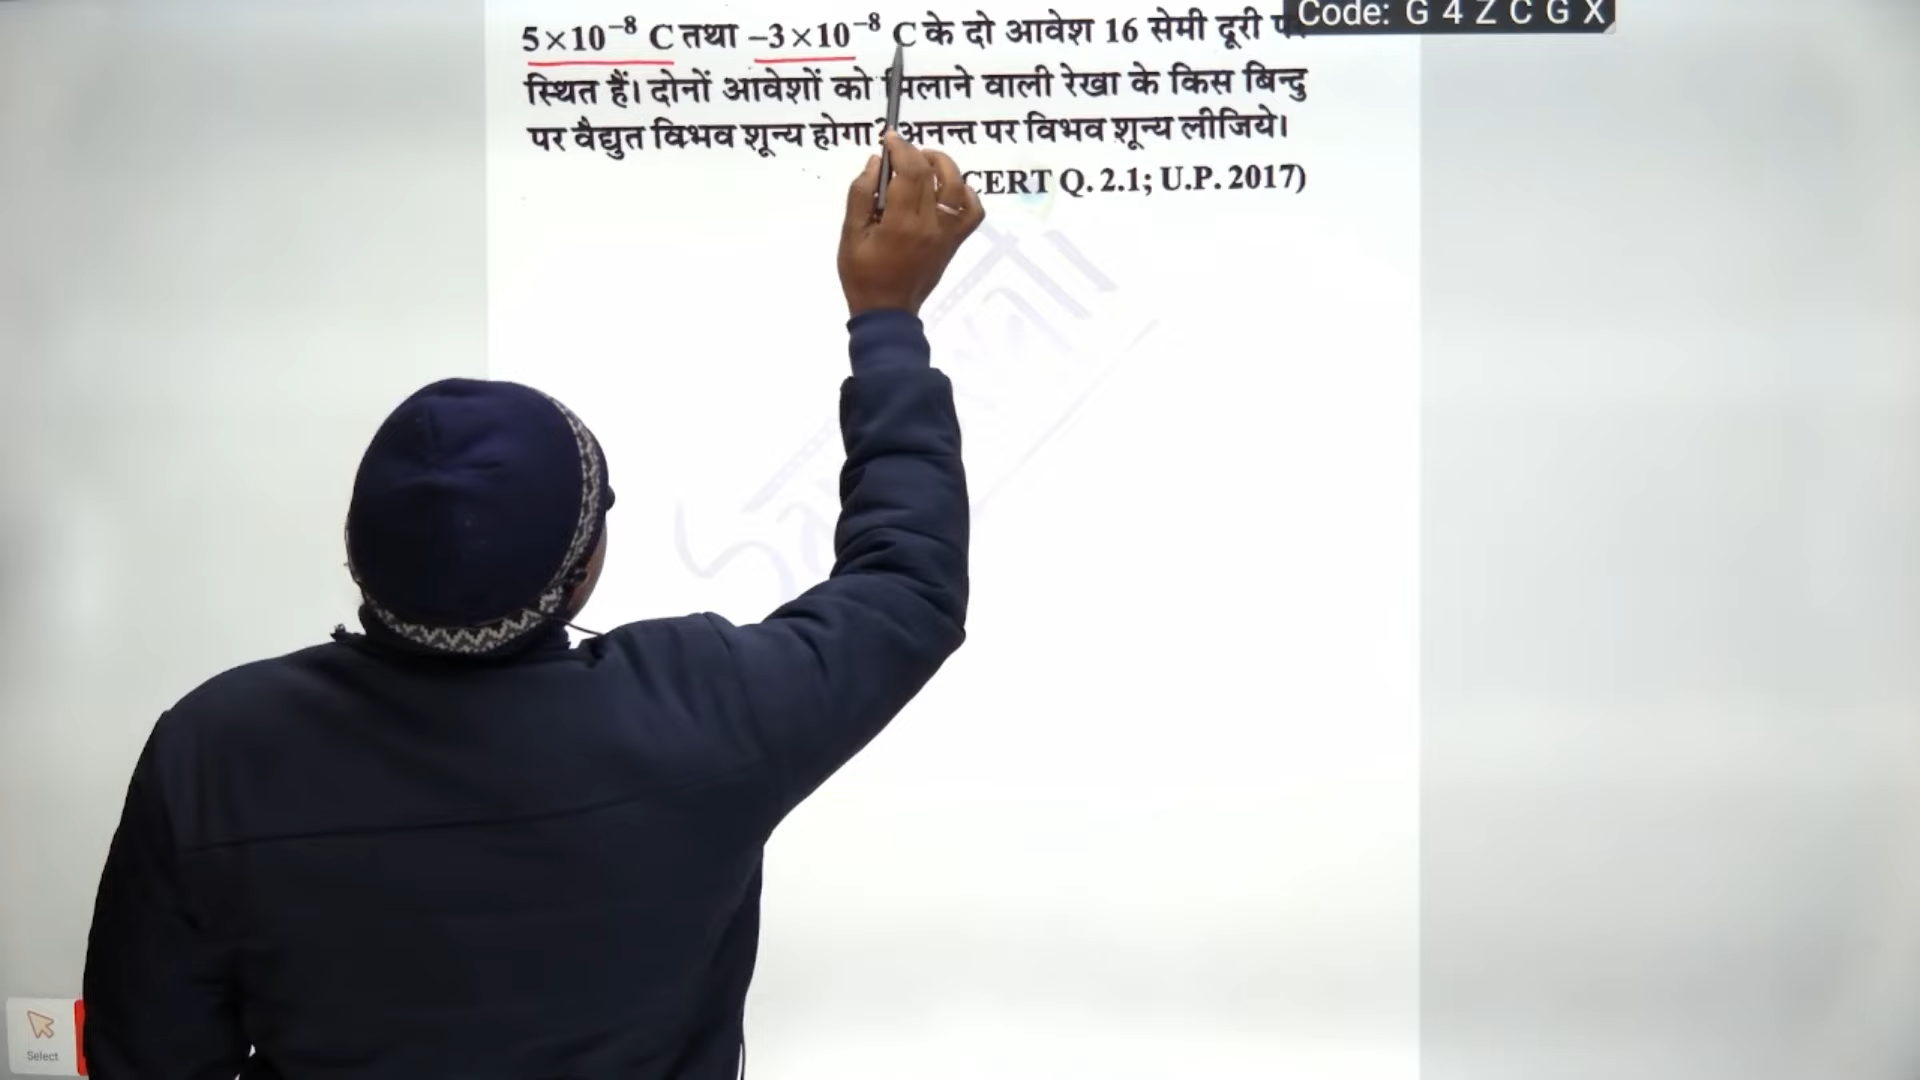 5×10⁻⁸ C तथा –3×10⁻⁸ C के दो आवेश 16 सेमी दूरी
Code: G 4 Z C G X
स्थित हैं। दोनों आवेशों को मिलाने वाली रेखा के किस बिन्दु
पर वैद्युत विभव शून्य होगा? अनन्त पर विभव शून्य लीजिये।
CERT Q. 2.1; U.P. 2017)
Select